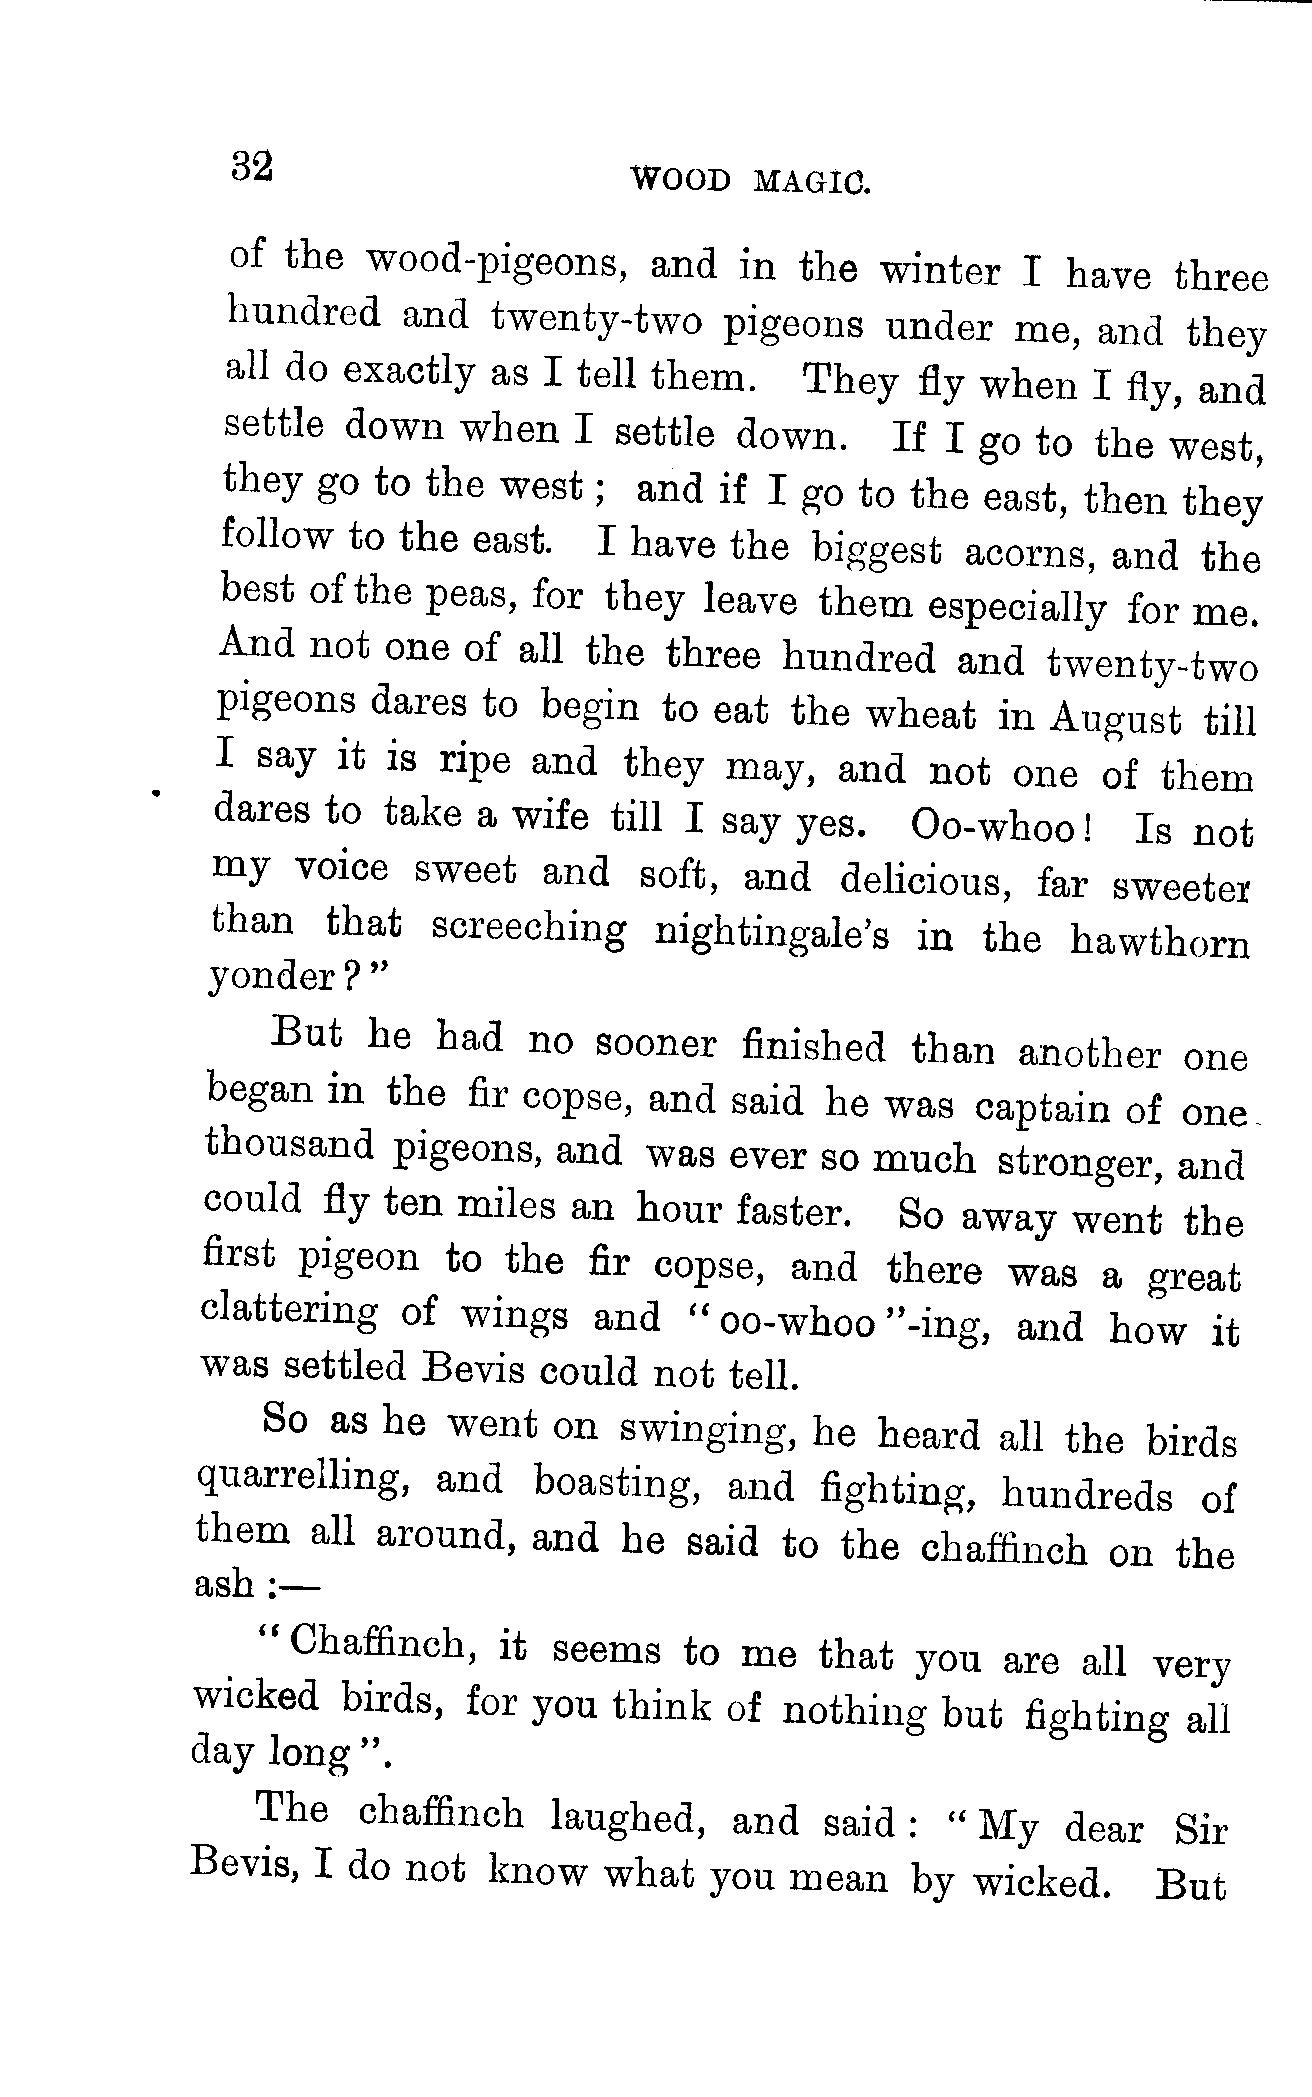 32
WOOD MAGIC.
of the wood-pigeons, and in the winter I have three
hundred and twenty-two pigeons under me, and they
all do exactly as I tell them. They fly when I fly, and
settle down when I settle down. If I go to the west,
they go to the west; and if I go to the east, then they
follow to the east. I have the biggest acorns, and the
best of the peas, for they leave them especially for me.
And not one of all the three hundred and twenty-two
pigeons dares to begin to eat the wheat in August till
I say it is ripe and they may, and not one of them
dares to take a wife till I say yes. Oo-whoo! Is not
my voice sweet and soft, and delicious, far sweeter
than that screeching nightingale's in the hawthorn
yonder?"
But he had no sooner finished than another one
began in the fir copse, and said he was captain of one
thousand pigeons, and was ever so much stronger, and
could fly ten miles an hour faster. So away went the
first pigeon to the fir copse, and there was a great
clattering of wings and "oo-whoo"-ing, and how it
was settled Bevis could not tell.
So as he went on swinging, he heard all the birds
quarrelling, and boasting, and fighting, hundreds of
them all around, and he said to the chaffinch on the
ash:—
"Chaffinch, it seems to me that you are all very
wicked birds, for you think of nothing but fighting all
day long".
The chaffinch laughed, and said: "My dear Sir
Bevis, I do not know what you mean by wicked. But